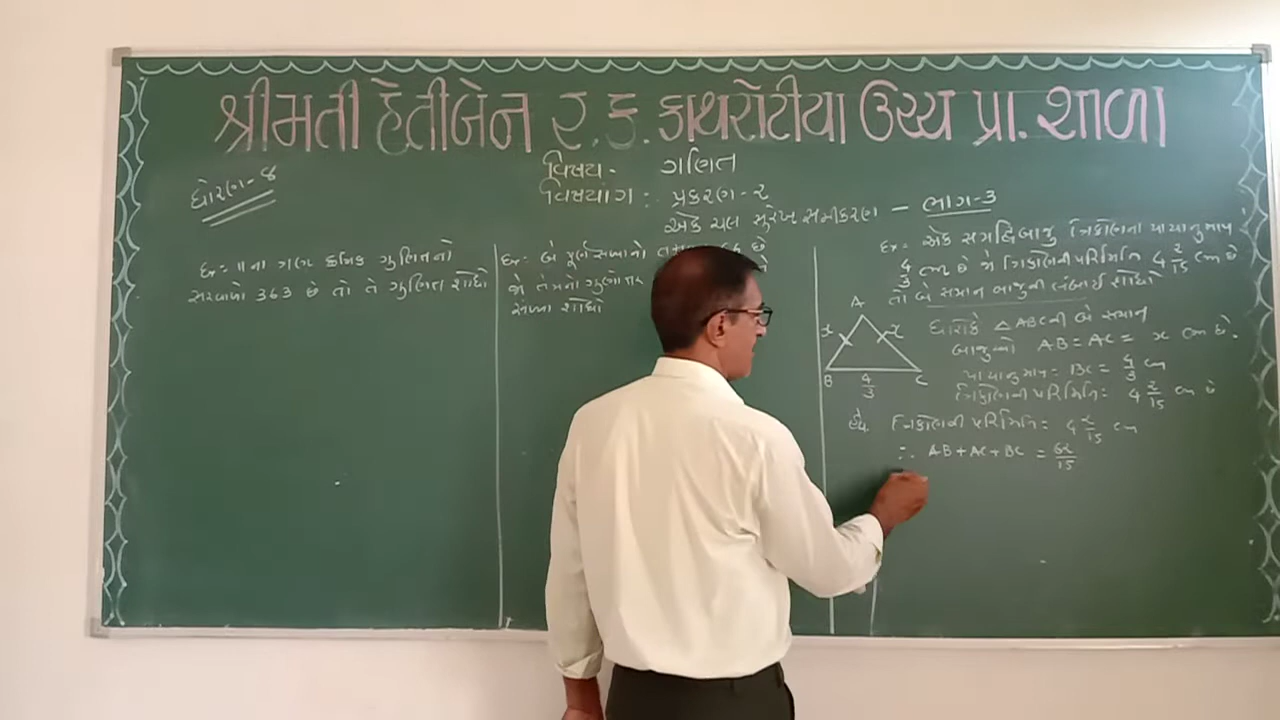 શ્રીમતી હેતીબેન ર. ક. કાથરોટીયા ઉચ્ચ પ્રા. શાળા
વિષય - ગણિત
ધોરણ - ૮
વિષયાંગ : પ્રકરણ - ૨
એક ચલ સુરેખ સમીકરણ - ભાગ-૩
Ex = 11ના ત્રણ ક્રમિક ગુણિતનો
સરવાળો 363 છે તો તે ગુણિત શોધો
Ex = બે પૂર્ણ સંખ્યાનો છે
જો તેમના ગુણોત્તર
સંખ્યા શોધો
Ex = એક સમદ્વિબાજુ ત્રિકોણના પાયાનું માપ
4/3 cm છે જો ત્રિકોણની પરિમિતિ 4 2/15 cm છે
તો બે સમાન બાજુની લંબાઈ શોધો
A
x x
B 4/3 C
ધારોકે △ABCની બે સમાન
બાજુઓ AB = AC = x cm છે.
પાયાનું માપ = BC = 4/3 cm
ત્રિકોણની પરિમિતિ = 4 2/15 cm છે
હવે, ત્રિકોણની પરિમિતિ = 4 2/15 cm
∴ AB + AC + BC = 62/15